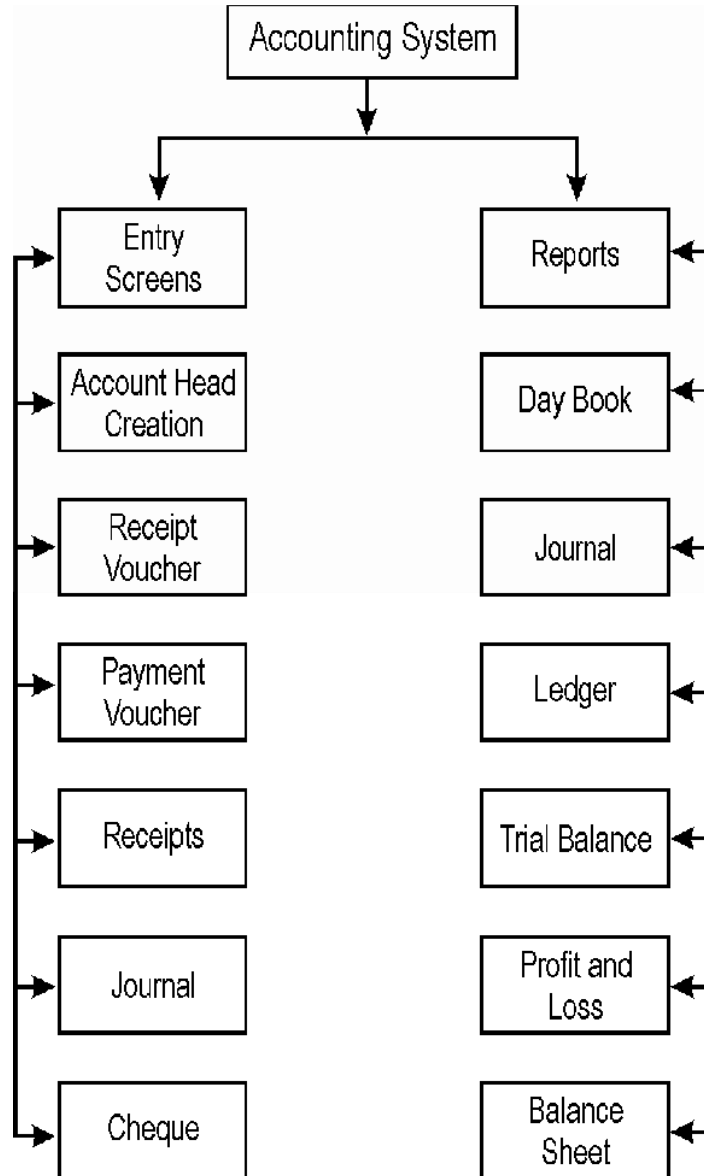 Accounting System
Entry
Screens
Account Head
Creation
Receipt
Voucher
Payment
Voucher
Receipts
Journal
Cheque
Reports
Day Book
Journal
Ledger
Trial Balance
Profit and
Loss
Balance
Sheet